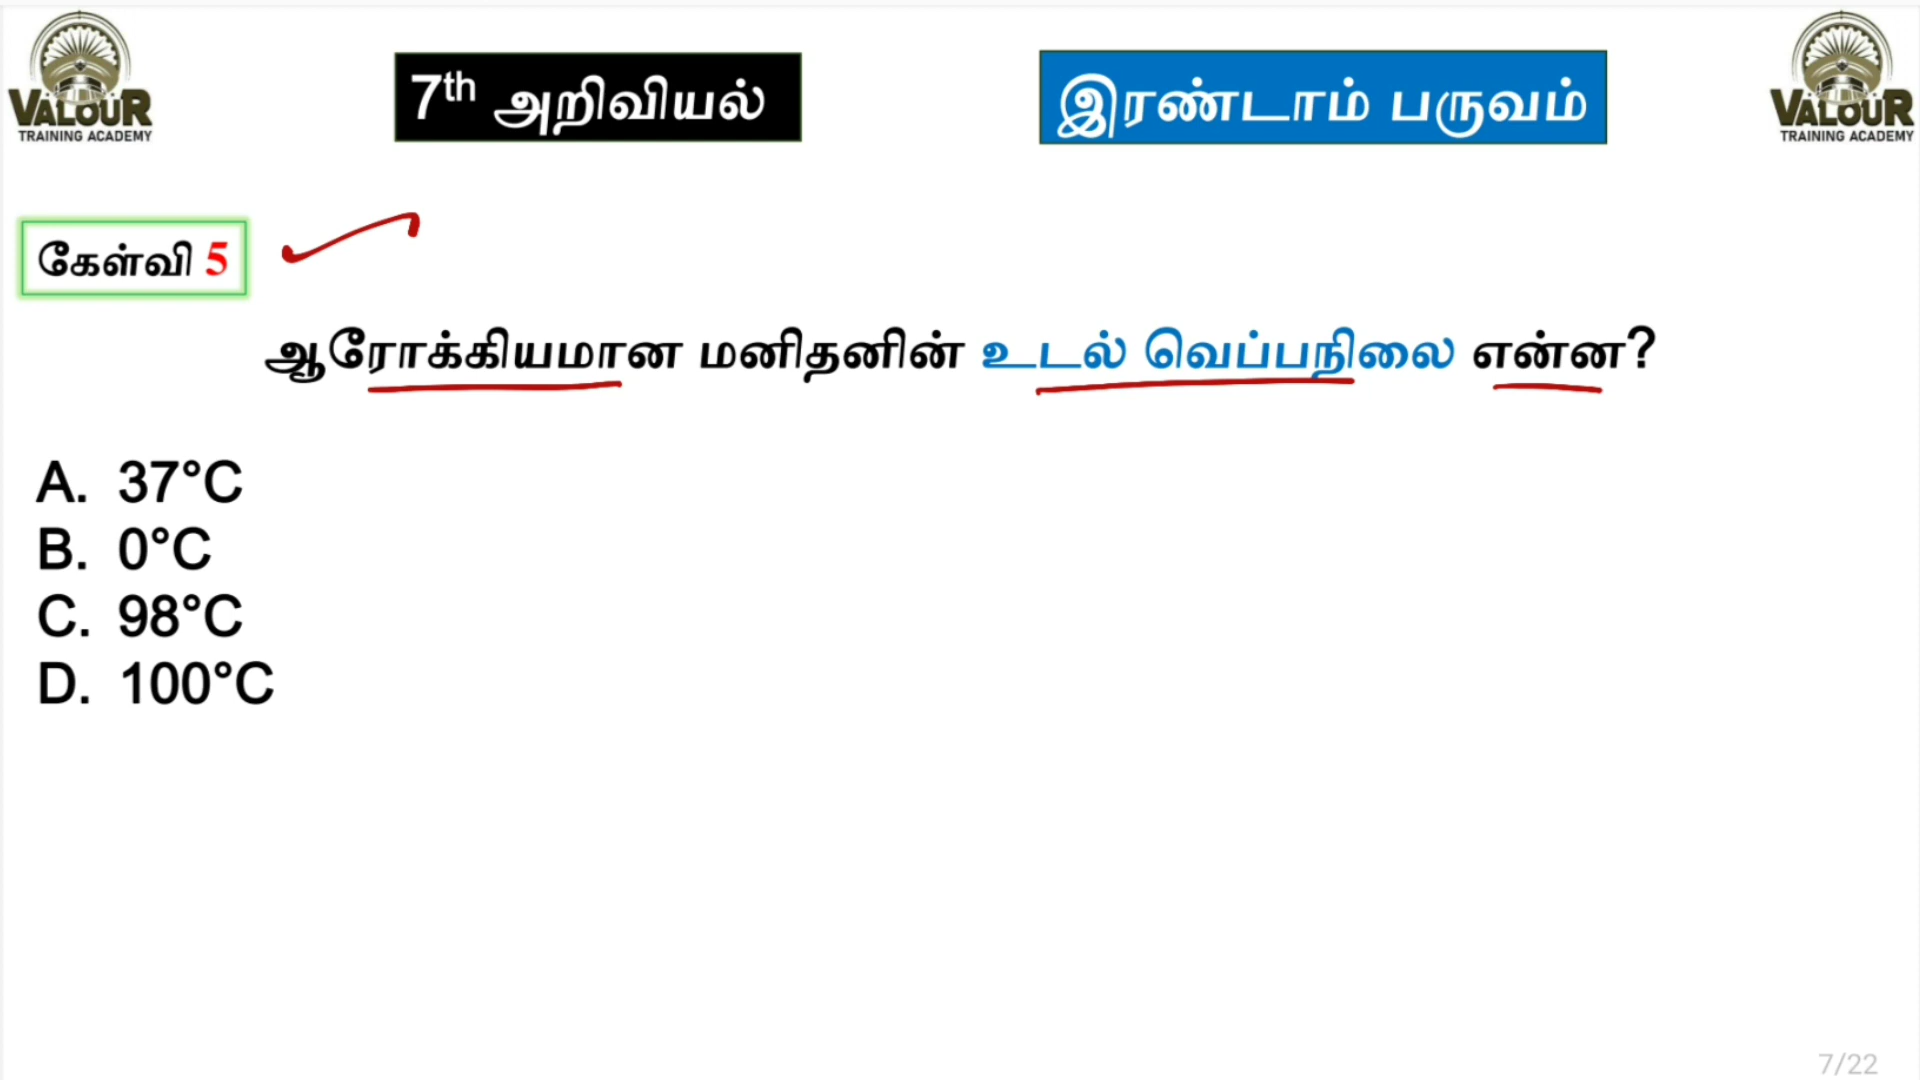 VALOUR
TRAINING ACADEMY
7th அறிவியல்
இரண்டாம் பருவம்
VALOUR
TRAINING ACADEMY
கேள்வி 5
ஆரோக்கியமான மனிதனின் உடல் வெப்பநிலை என்ன?
A. 37°C
B. 0°C
C. 98°C
D. 100°C
7/22